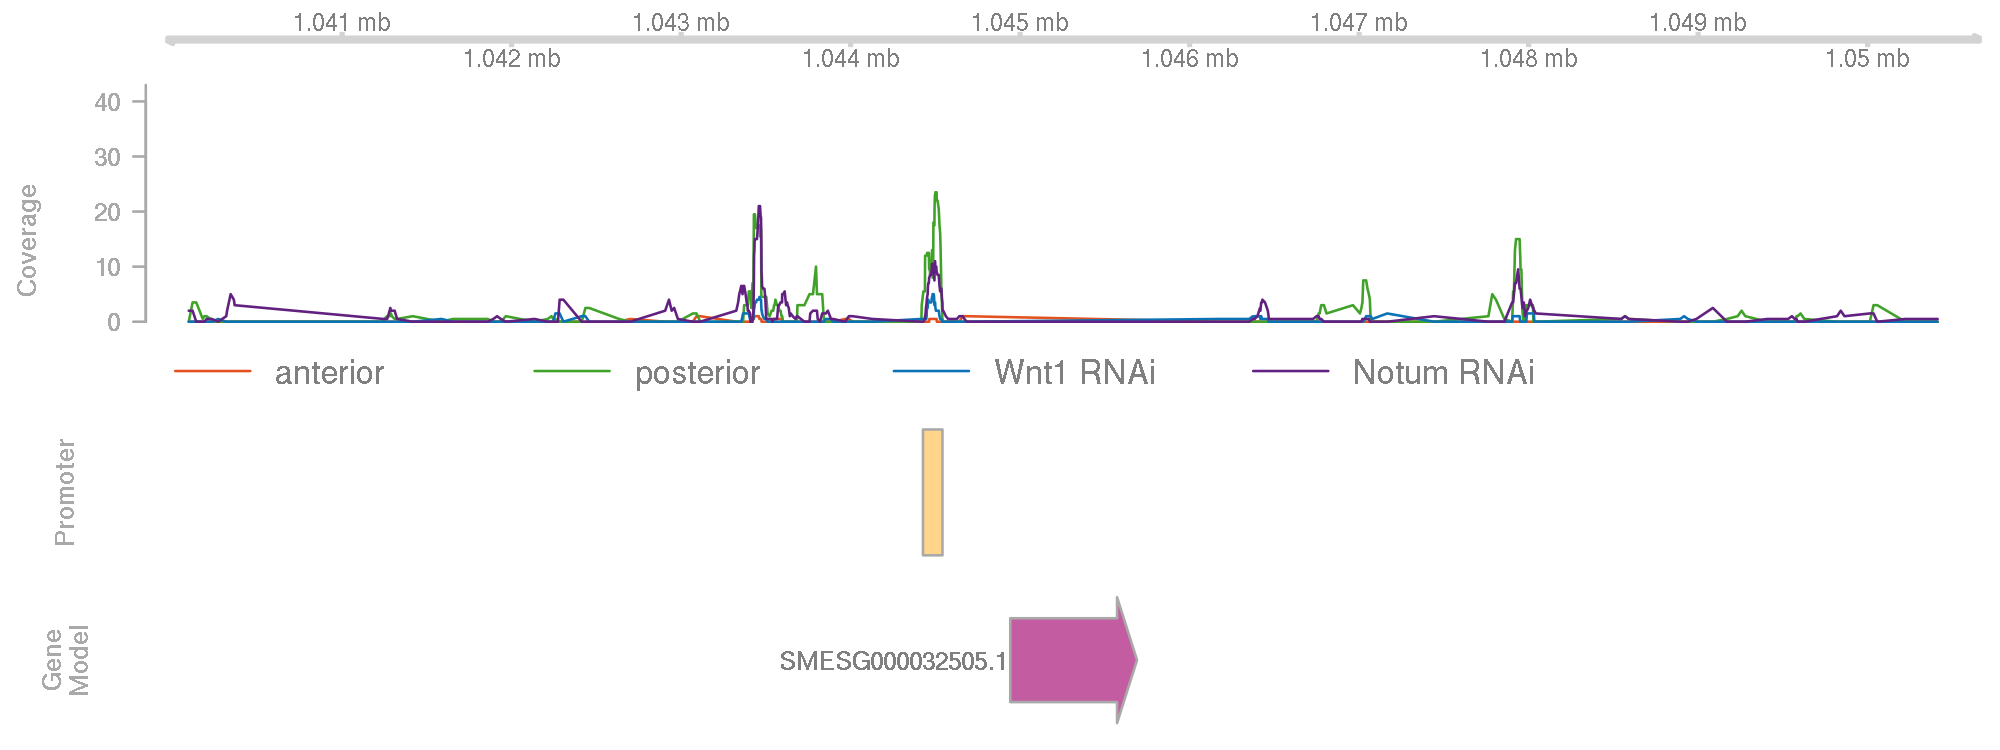 1.041 mb 1.043 mb 1.045 mb 1.047 mb 1.049 mb
1.042 mb 1.044 mb 1.046 mb 1.048 mb 1.05 mb
Coverage
40
30
20
10
0
anterior posterior Wnt1 RNAi Notum RNAi
Promoter
Gene
Model
SMESG000032505.1